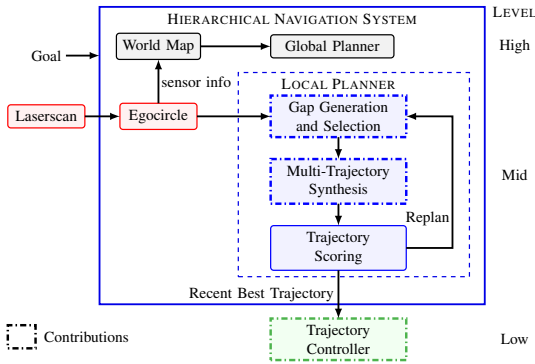 HIERARCHICAL NAVIGATION SYSTEM
LEVEL
Goal
World Map
Global Planner
High
sensor info
LOCAL PLANNER
Laserscan
Egocircle
Gap Generation
and Selection
Multi-Trajectory
Synthesis
Mid
Replan
Trajectory
Scoring
Recent Best Trajectory
Contributions
Trajectory
Controller
Low